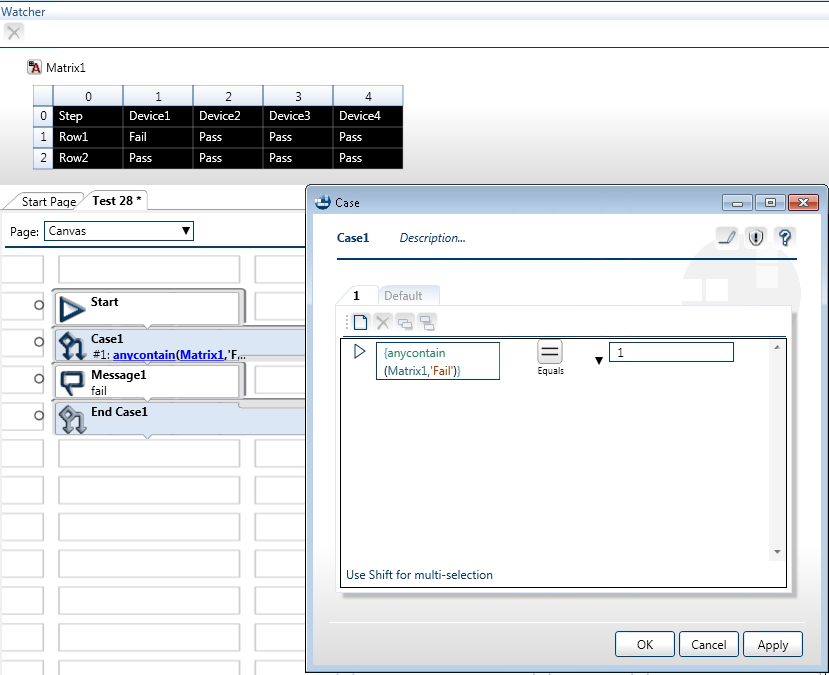 Watcher
Matrix1
0 1 2 3 4
0 Step Device1 Device2 Device3 Device4
1 Row1 Fail Pass Pass Pass
2 Row2 Pass Pass Pass Pass
Start Page Test 28 *
Page: Canvas
Start
Case1
#1: anycontain(Matrix1,'F...
Message1
fail
End Case1
Case
Case1 Description...
1 Default
{anycontain
(Matrix1,'Fail')}
Equals
1
Use Shift for multi-selection
OK Cancel Apply